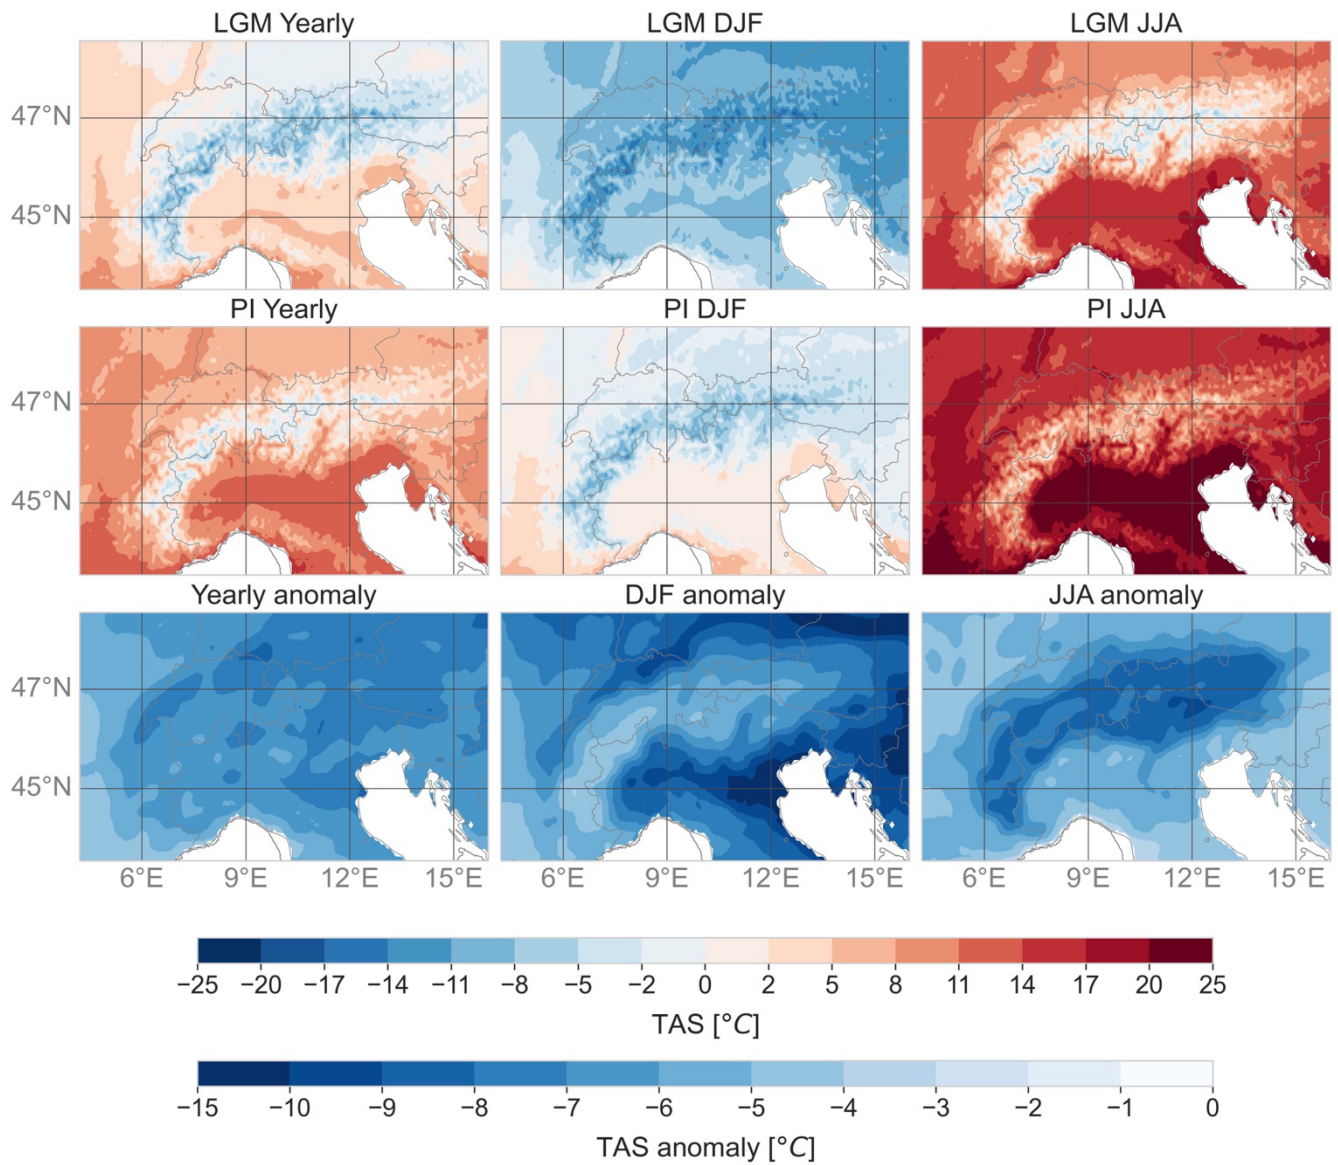 LGM Yearly LGM DJF LGM JJA
47°N
45°N
PI Yearly PI DJF PI JJA
47°N
45°N
Yearly anomaly DJF anomaly JJA anomaly
47°N
45°N
6°E 9°E 12°E 15°E 6°E 9°E 12°E 15°E 6°E 9°E 12°E 15°E
−25 −20 −17 −14 −11 −8 −5 −2 0 2 5 8 11 14 17 20 25
TAS [°C]
−15 −10 −9 −8 −7 −6 −5 −4 −3 −2 −1 0
TAS anomaly [°C]